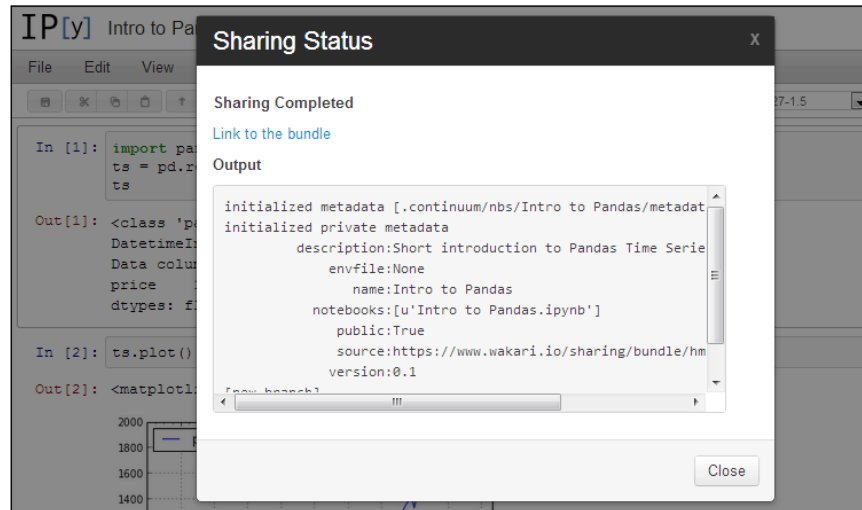 IP[y] Intro to Pa
File Edit View
27-1.5
Sharing Status
X
Sharing Completed
Link to the bundle
Output
initialized metadata [.continuum/nbs/Intro to Pandas/metadat
initialized private metadata
description:Short introduction to Pandas Time Serie
envfile:None
name:Intro to Pandas
notebooks:[u'Intro to Pandas.ipynb']
public:True
source:https://www.wakari.io/sharing/bundle/hm
version:0.1
[new branch]
Close
In [1]: import pa
ts = pd.r
ts
Out[1]: <class 'pa
DatetimeIn
Data colum
price
dtypes: f
In [2]: ts.plot()
Out[2]: <matplotli
2000
1800
1600
1400